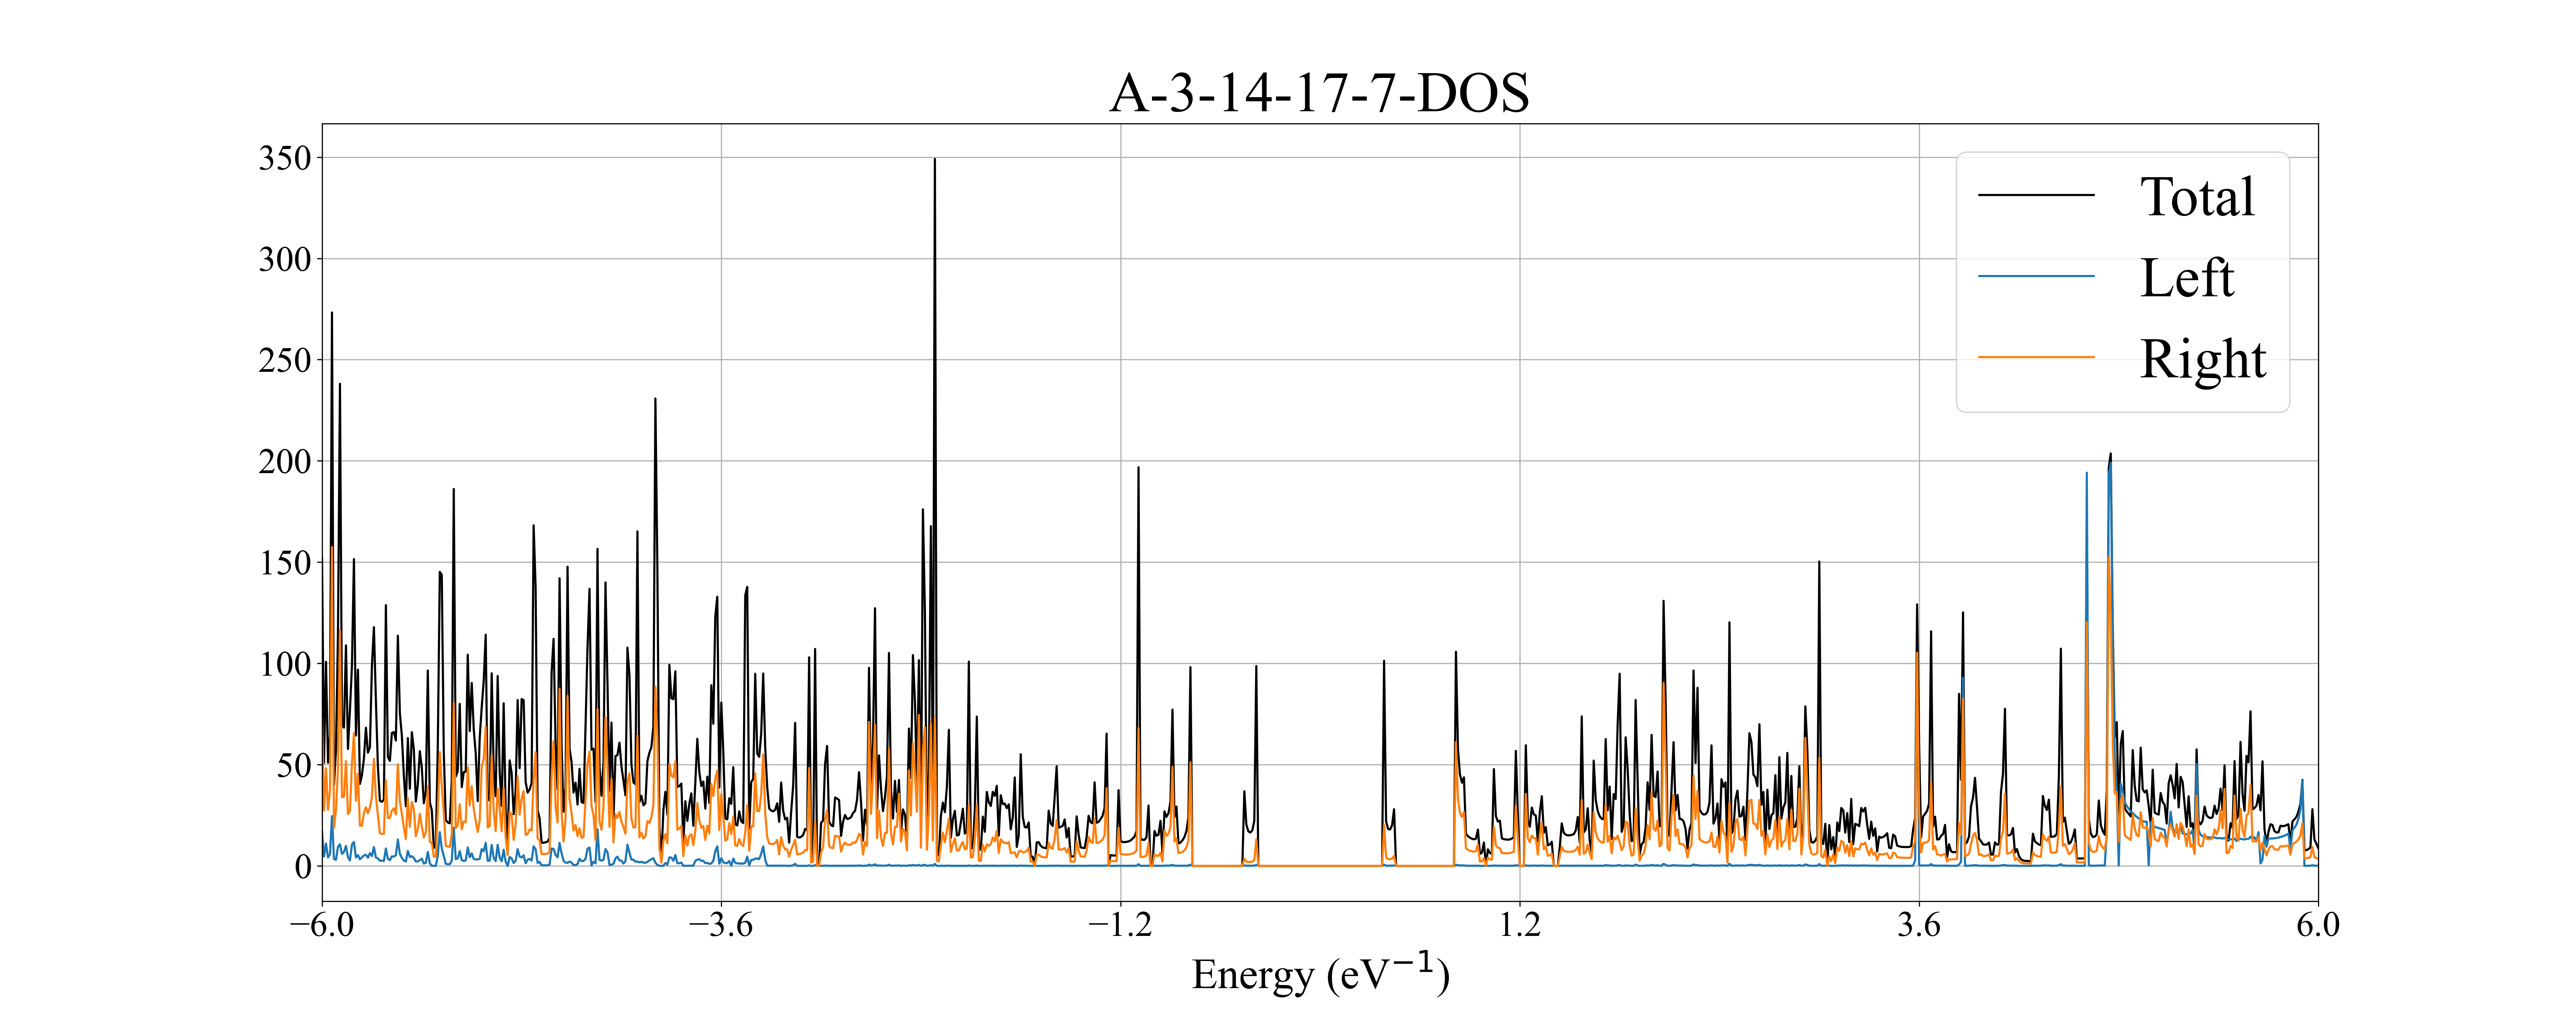 A-3-14-17-7-DOS
350
300
250
200
150
100
50
0
Total
Left
Right
−6.0 −3.6 −1.2 1.2 3.6 6.0
Energy (eV⁻¹)